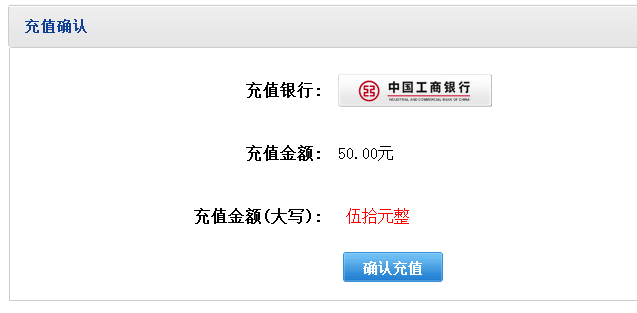 充值确认
充值银行: 中国工商银行
INDUSTRIAL AND COMMERCIAL BANK OF CHINA
充值金额: 50.00元
充值金额(大写): 伍拾元整
确认充值